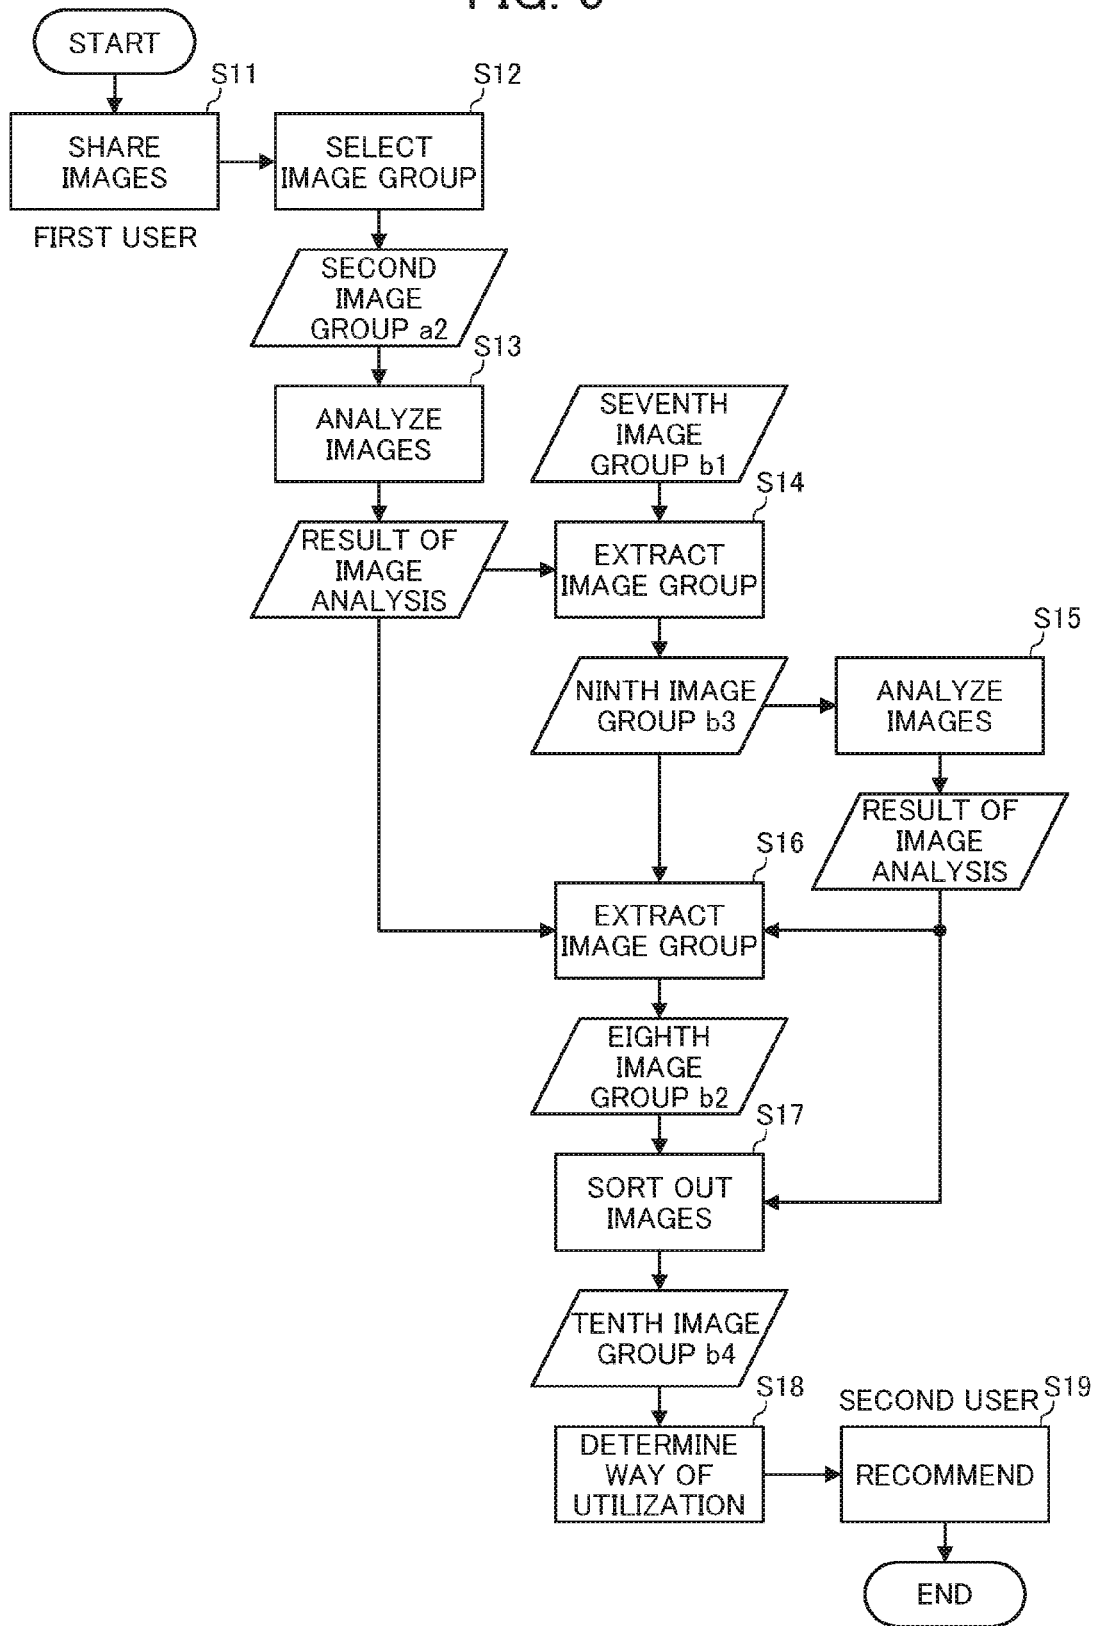 START
S11
SHARE
IMAGES
FIRST USER
S12
SELECT
IMAGE GROUP
SECOND
IMAGE
GROUP a2
S13
ANALYZE
IMAGES
SEVENTH
IMAGE
GROUP b1
S14
RESULT OF
IMAGE
ANALYSIS
EXTRACT
IMAGE GROUP
S15
NINTH IMAGE
GROUP b3
ANALYZE
IMAGES
RESULT OF
IMAGE
ANALYSIS
S16
EXTRACT
IMAGE GROUP
EIGHTH
IMAGE
GROUP b2
S17
SORT OUT
IMAGES
TENTH IMAGE
GROUP b4
S18
DETERMINE
WAY OF
UTILIZATION
SECOND USER
S19
RECOMMEND
END